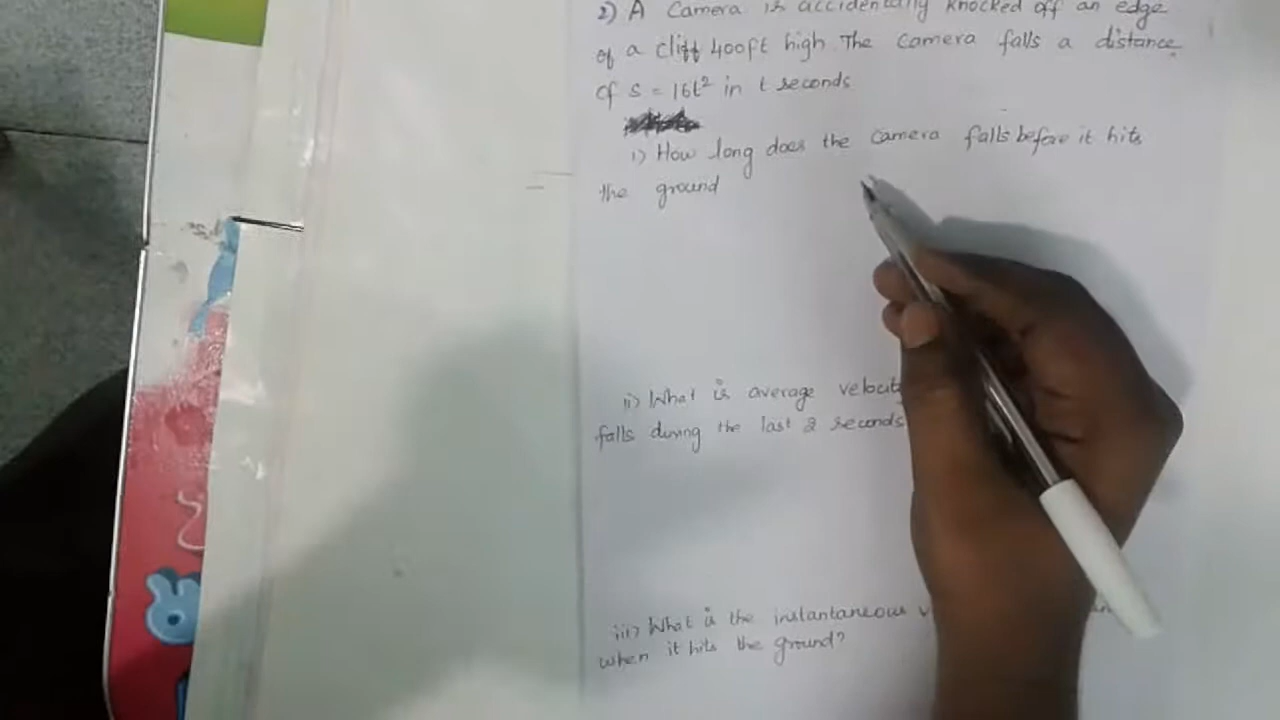 2) A Camera is accidentally knocked off an edge
of a cliff 400ft high The camera falls a distance
of s = 16t² in t seconds
i) How long does the camera falls before it hits
the ground
ii) What is average velocity
falls during the last 2 seconds
iii) What is the instantaneous
when it hits the ground?